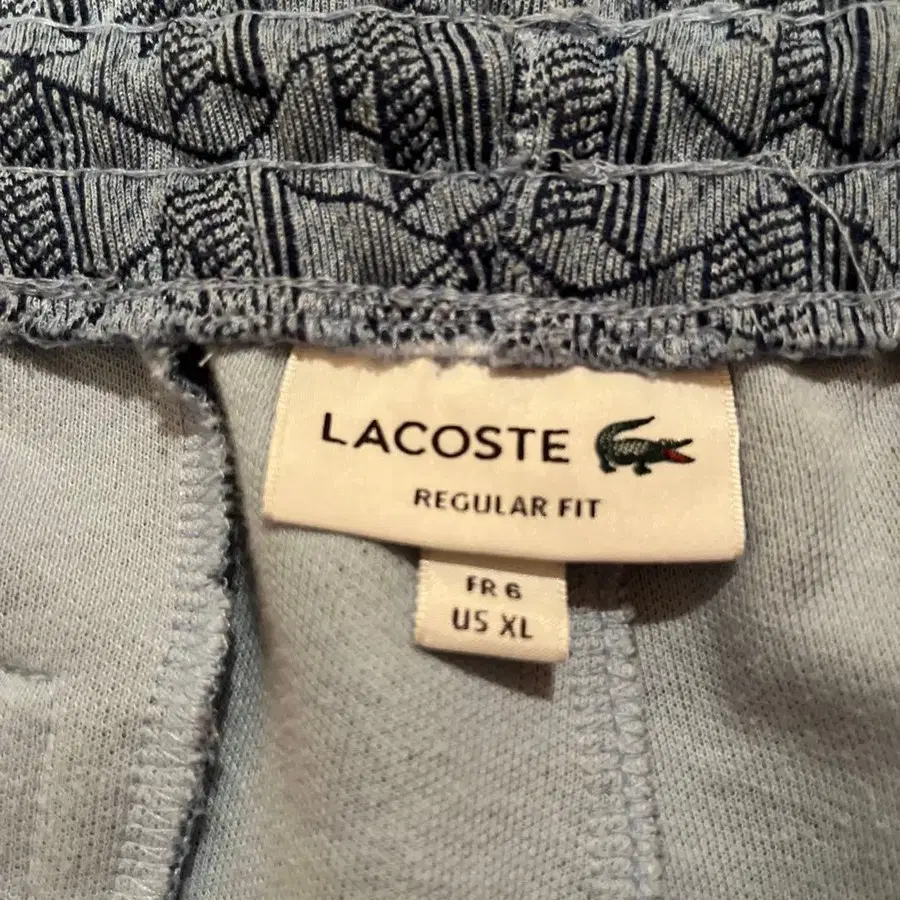 LACOSTE
REGULAR FIT
FR 6
US XL